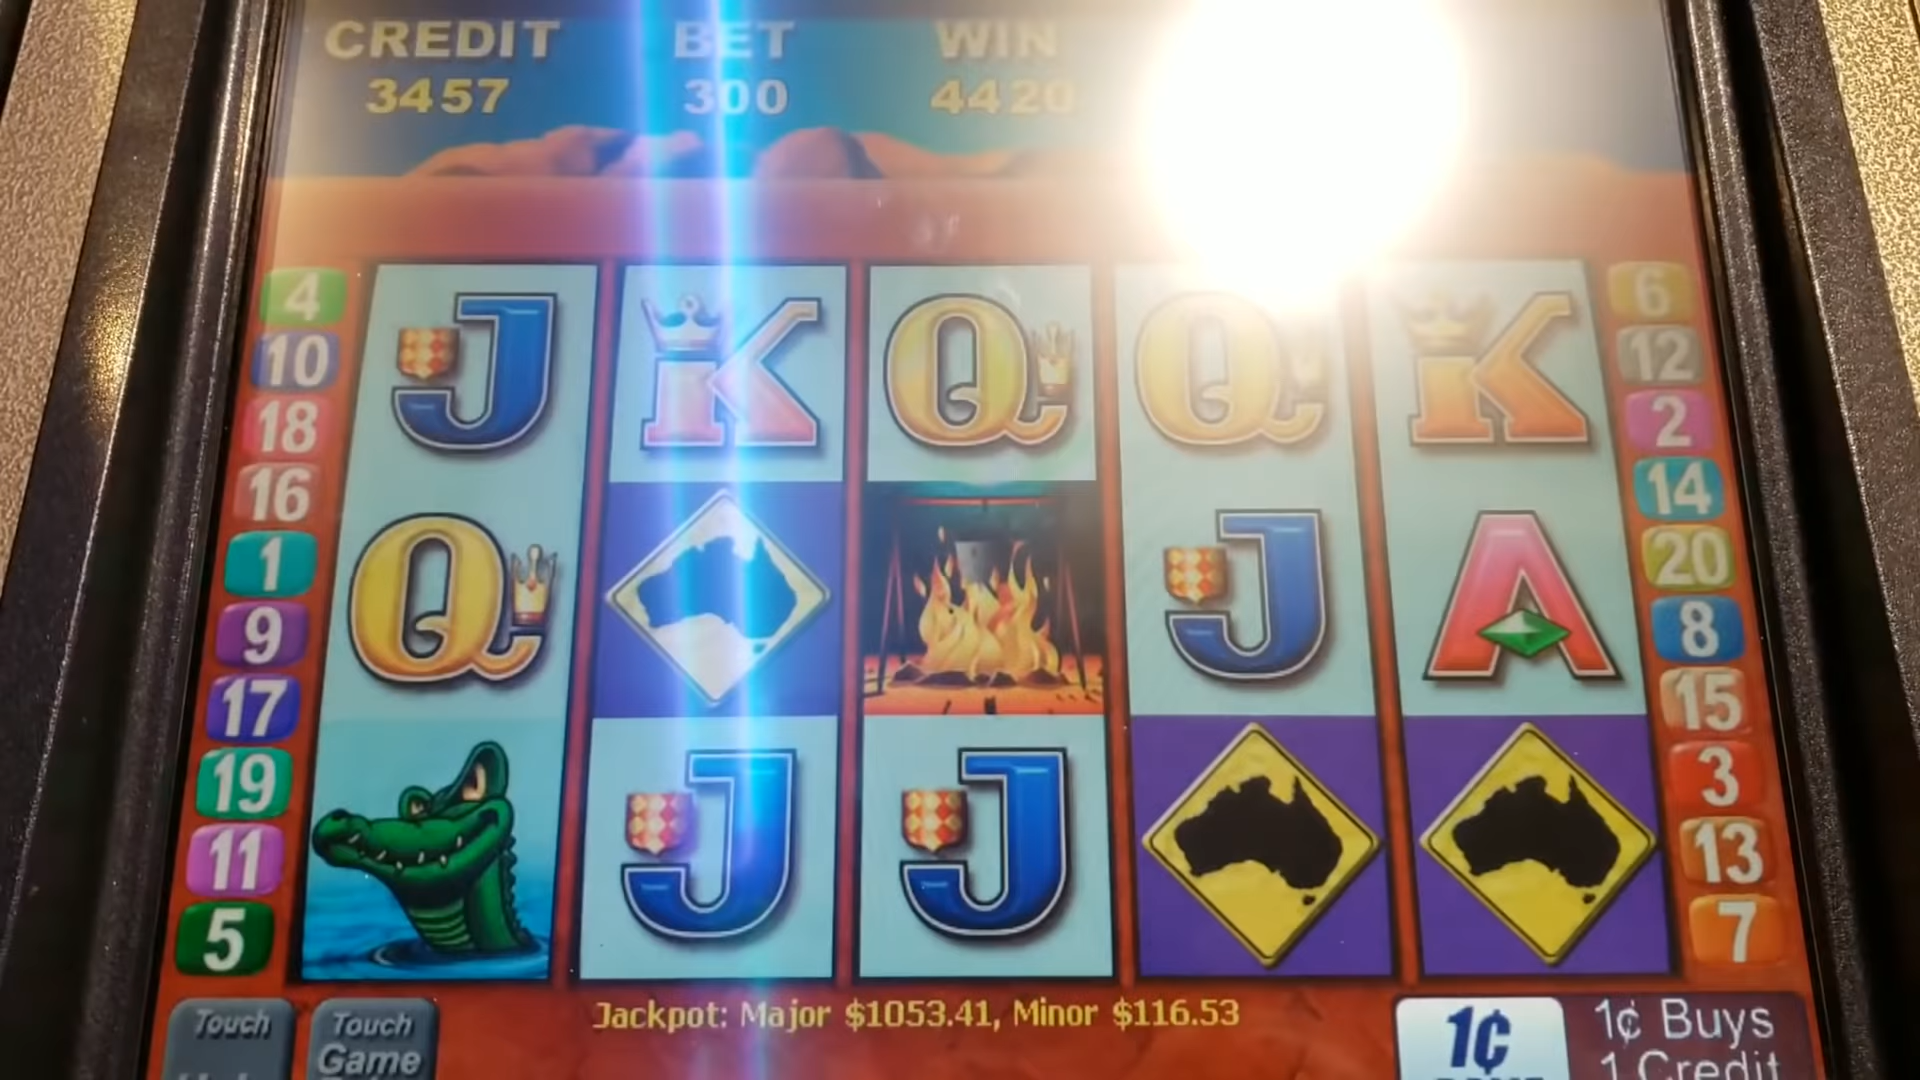 CREDIT BET WIN
3457 300 4420
4 J K Q Q K 6
10 12
18 2
16 14
1 Q J A 20
9 8
17 15
19 3
11 J J 13
5 7
Jackpot: Major $1053.41, Minor $116.53
Touch Touch 1¢ 1¢ Buys
Game 1 Credit